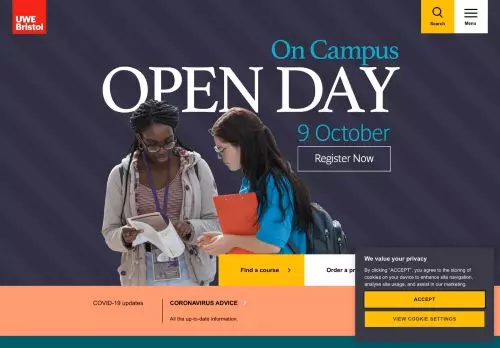 UWE
Bristol
Search
Menu
On Campus
OPEN DAY
9 October
Register Now
Find a course
Order a
We value your privacy
By clicking "ACCEPT", you agree to the storing of
cookies on your device to enhance site navigation,
analyse site usage, and assist in our marketing.
ACCEPT
VIEW COOKIE SETTINGS
COVID-19 updates
CORONAVIRUS ADVICE
All the up-to-date information.